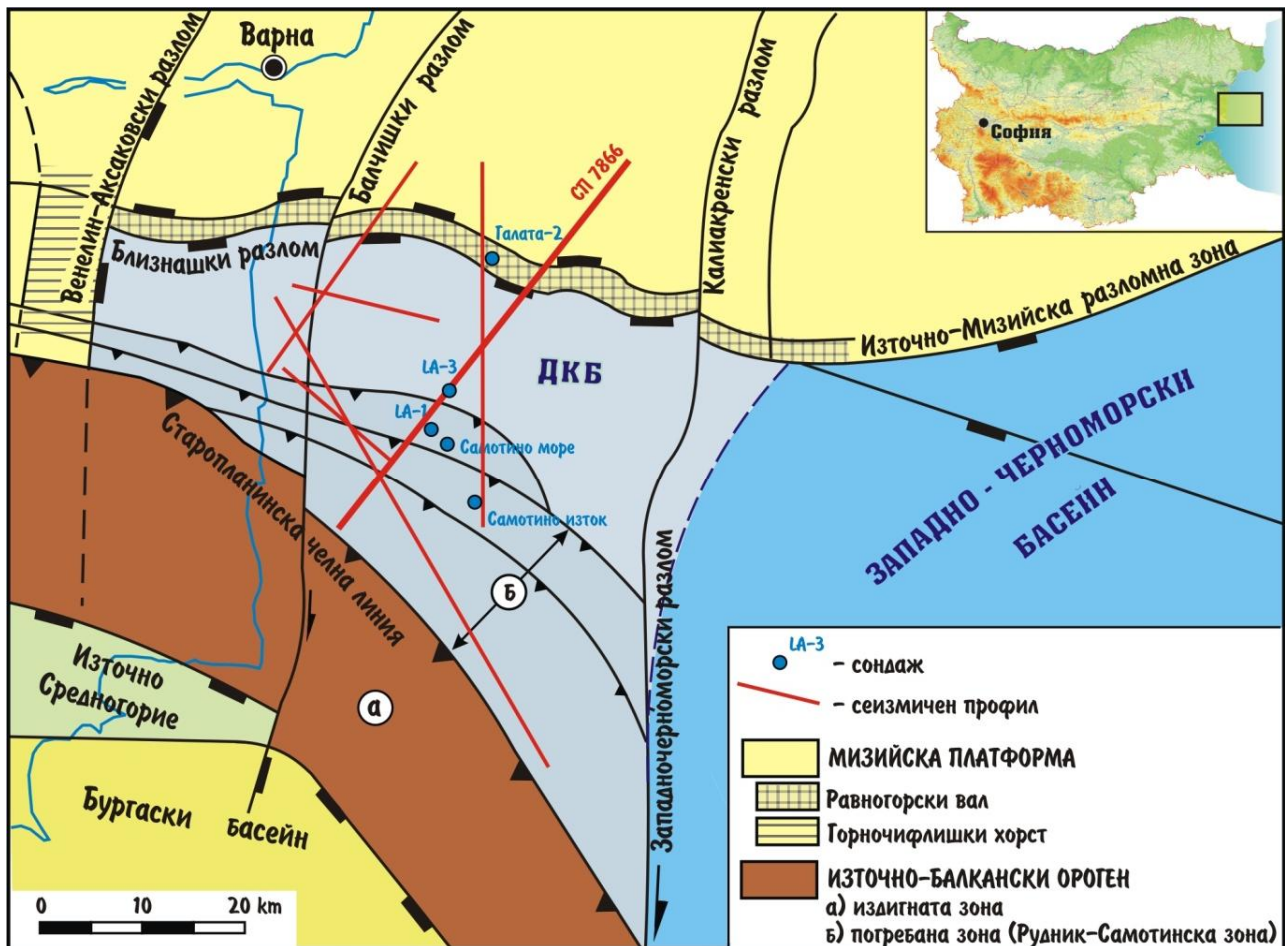 Варна
София
Венелин-Аксаковски разлом
Балчишки разлом
СП 7866
Калиакренски разлом
Галата-2
Близнашки разлом
Източно-Мизийска разломна зона
LA-3
ДКБ
LA-1
Самотино море
Старопланинска челна линия
Самотино изток
ЗАПАДНО - ЧЕРНОМОРСКИ
БАСЕЙН
Западночерноморски разлом
б
а
Източно
Средногорие
Бургаски
басейн
0 10 20 km
LA-3
- сондаж
- сеизмичен профил
МИЗИЙСКА ПЛАТФОРМА
Равногорски вал
Горночифлишки хорст
ИЗТОЧНО-БАЛКАНСКИ ОРОГЕН
а) издигната зона
б) погребана зона (Рудник-Самотинска зона)